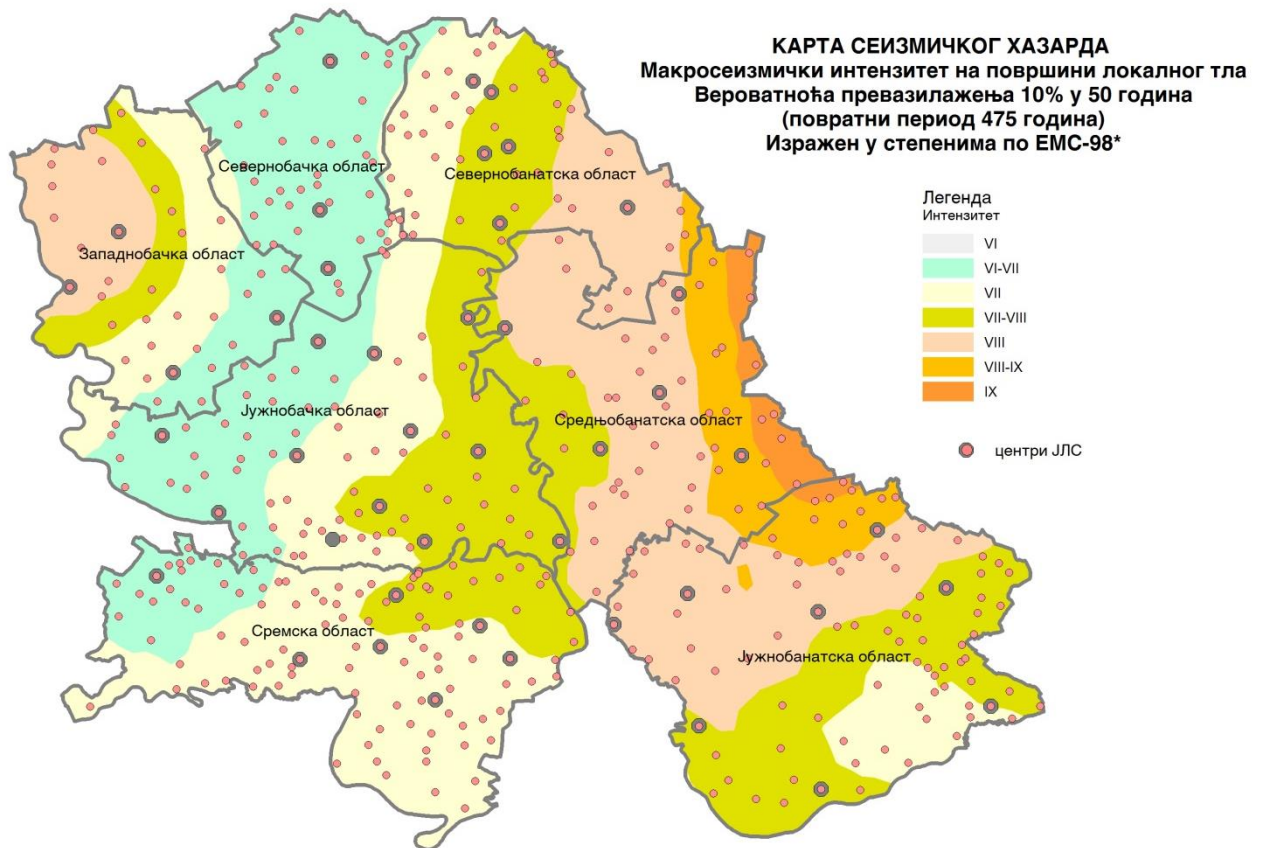 КАРТА СЕИЗМИЧКОГ ХАЗАРДА
Макросеизмички интензитет на површини локалног тла
Вероватноћа превазилажења 10% у 50 година
(повратни период 475 година)
Изражен у степенима по ЕМС-98*
Севернобачка област
Севернобанатска област
Западнобачка област
Јужнобачка област
Средњобанатска област
Сремска област
Јужнобанатска област
Легенда
Интензитет
VI
VI-VII
VII
VII-VIII
VIII
VIII-IX
IX
центри ЈЛС